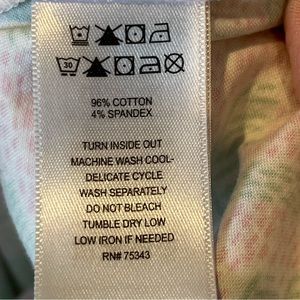 30
96% COTTON
4% SPANDEX
TURN INSIDE OUT
MACHINE WASH COOL-
DELICATE CYCLE
WASH SEPARATELY
DO NOT BLEACH
TUMBLE DRY LOW
LOW IRON IF NEEDED
RN# 75343